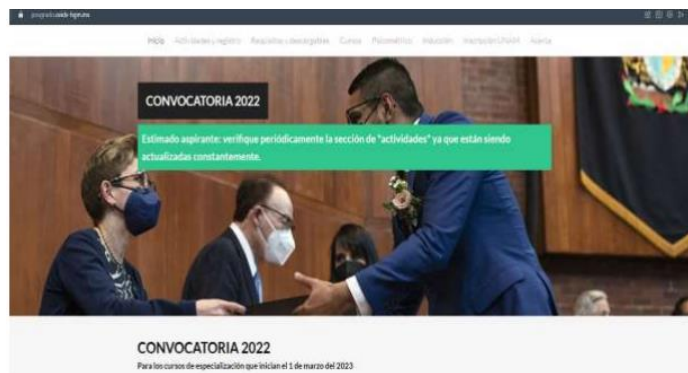 Inicio Actividades y registro Requisitos y descargables Cursos Psicométrico Inducción Inscripción UNAM Acerca
CONVOCATORIA 2022
Estimado aspirante: verifique periódicamente la sección de "actividades" ya que están siendo
actualizadas constantemente.
CONVOCATORIA 2022
Para los cursos de especialización que inician el 1 de marzo del 2023